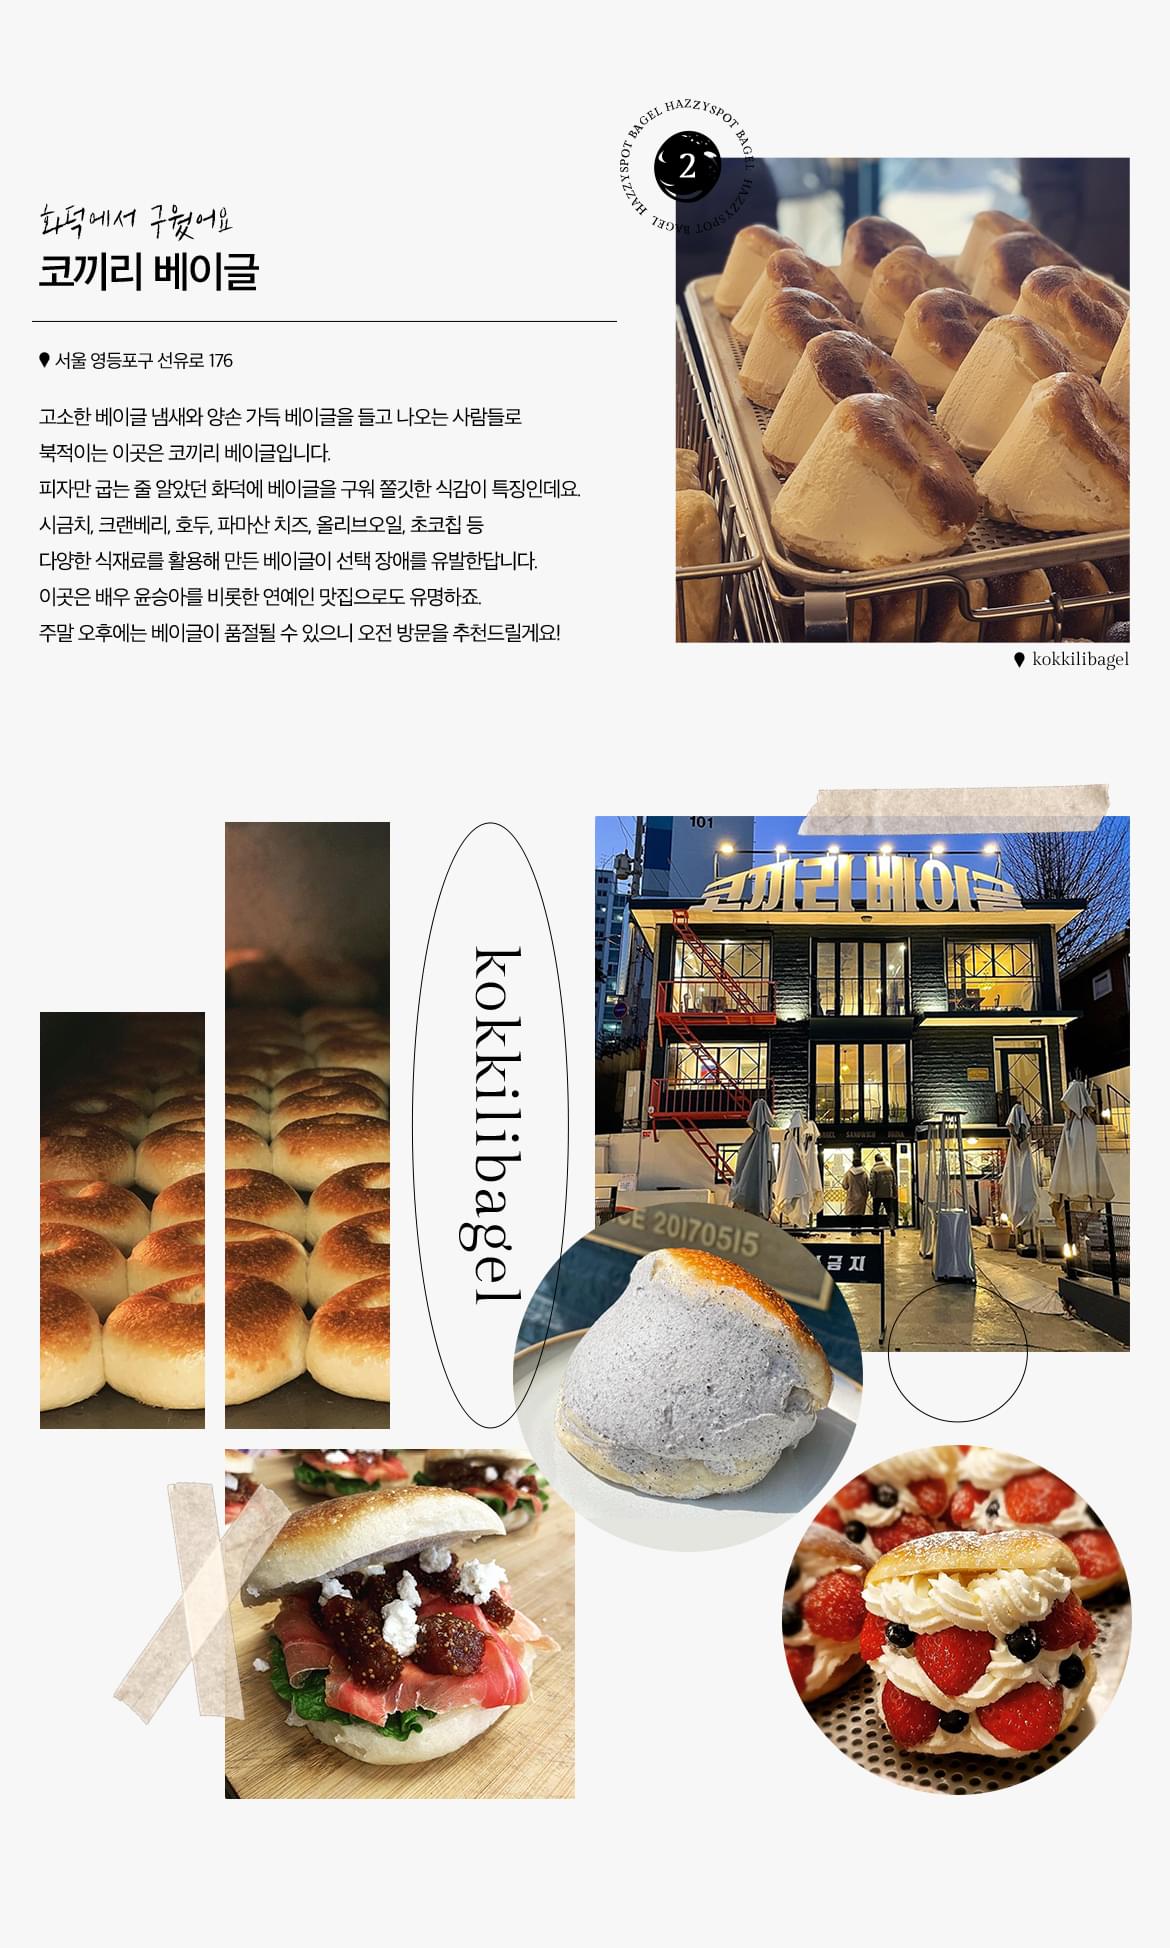 HAZZYSPOT BAGEL HAZZYSPOT BAGEL HAZZYSPOT BAGEL
2
화덕에서 구웠어요
코끼리 베이글
서울 영등포구 선유로 176
고소한 베이글 냄새와 양손 가득 베이글을 들고 나오는 사람들로
북적이는 이곳은 코끼리 베이글입니다.
피자만 굽는 줄 알았던 화덕에 베이글을 구워 쫄깃한 식감이 특징인데요.
시금치, 크랜베리, 호두, 파마산 치즈, 올리브오일, 초코칩 등
다양한 식재료를 활용해 만든 베이글이 선택 장애를 유발한답니다.
이곳은 배우 윤승아를 비롯한 연예인 맛집으로도 유명하죠.
주말 오후에는 베이글이 품절될 수 있으니 오전 방문을 추천드릴게요!
kokkilibagel
101
코끼리베이글
kokkilibagel
BAGEL SANDWICH DRINK
CE 20170515
금지